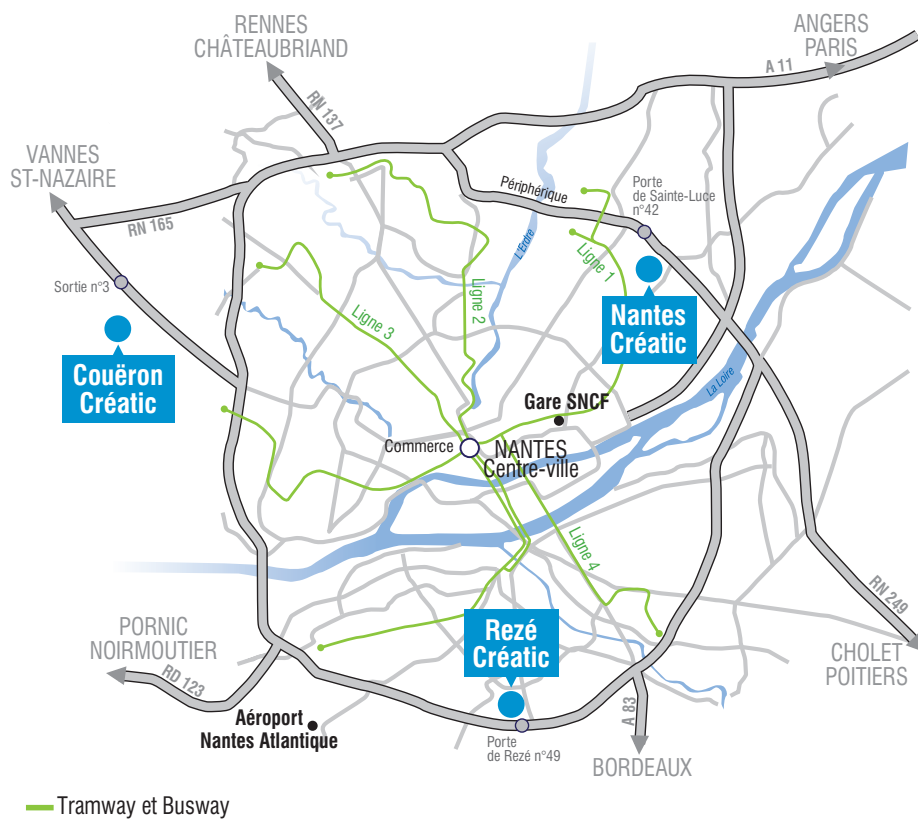 RENNES
CHÂTEAUBRIAND
ANGERS
PARIS
A 11
RN 137
VANNES
ST-NAZAIRE
RN 165
Périphérique
Porte
de Sainte-Luce
n°42
L'Erdre
Ligne 1
Ligne 2
Ligne 3
Sortie n°3
Nantes
Créatic
Couëron
Créatic
La Loire
Gare SNCF
Commerce
NANTES
Centre-ville
Ligne 4
RN 249
Rezé
Créatic
PORNIC
NOIRMOUTIER
RD 123
CHOLET
POITIERS
Aéroport
Nantes Atlantique
A 83
Porte
de Rezé n°49
BORDEAUX
Tramway et Busway